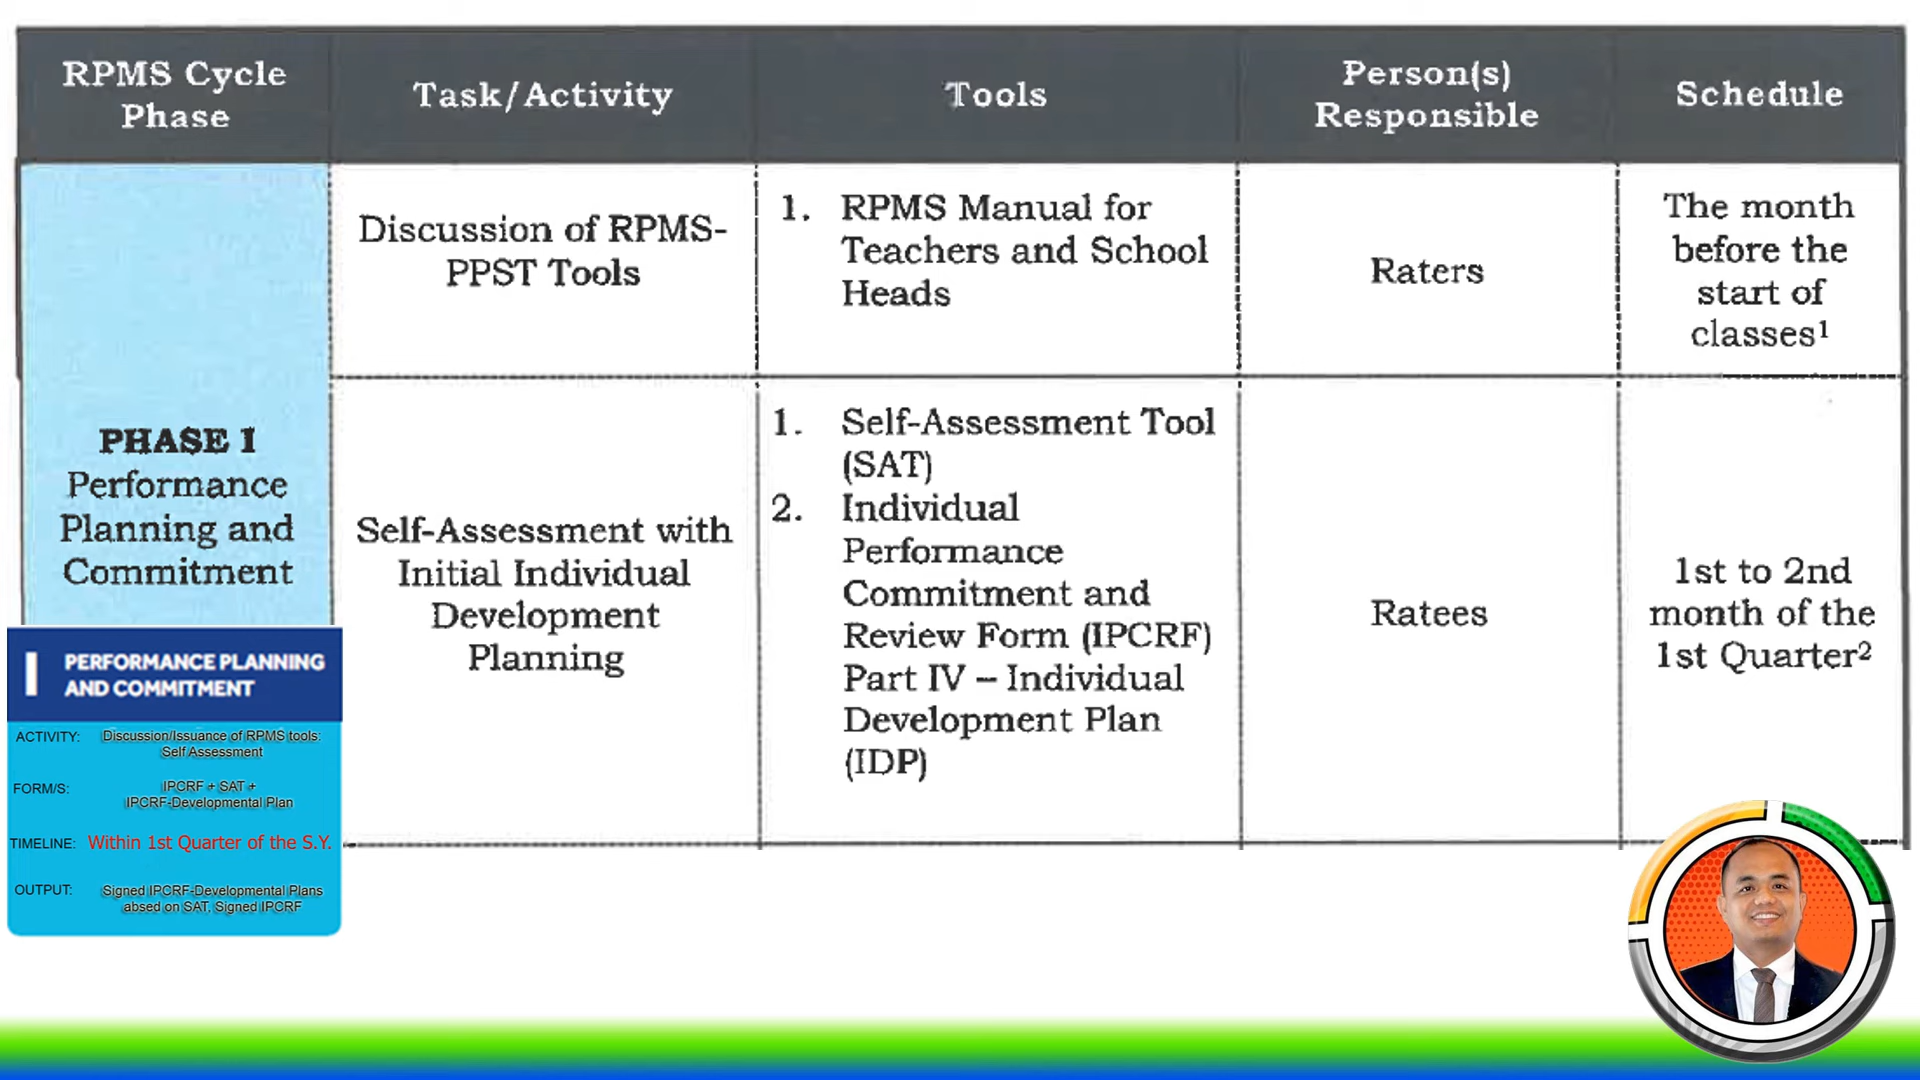 RPMS Cycle
Phase
Task/Activity
Tools
Person(s)
Responsible
Schedule
PHASE 1
Performance
Planning and
Commitment
Discussion of RPMS-
PPST Tools
1. RPMS Manual for
Teachers and School
Heads
Raters
The month
before the
start of
classes¹
Self-Assessment with
Initial Individual
Development
Planning
1. Self-Assessment Tool
(SAT)
2. Individual
Performance
Commitment and
Review Form (IPCRF)
Part IV – Individual
Development Plan
(IDP)
Ratees
1st to 2nd
month of the
1st Quarter²
I PERFORMANCE PLANNING
AND COMMITMENT
ACTIVITY: Discussion/Issuance of RPMS tools:
Self Assessment
FORM/S: IPCRF + SAT +
IPCRF-Developmental Plan
TIMELINE: Within 1st Quarter of the S.Y.
OUTPUT: Signed IPCRF-Developmental Plans
absed on SAT, Signed IPCRF